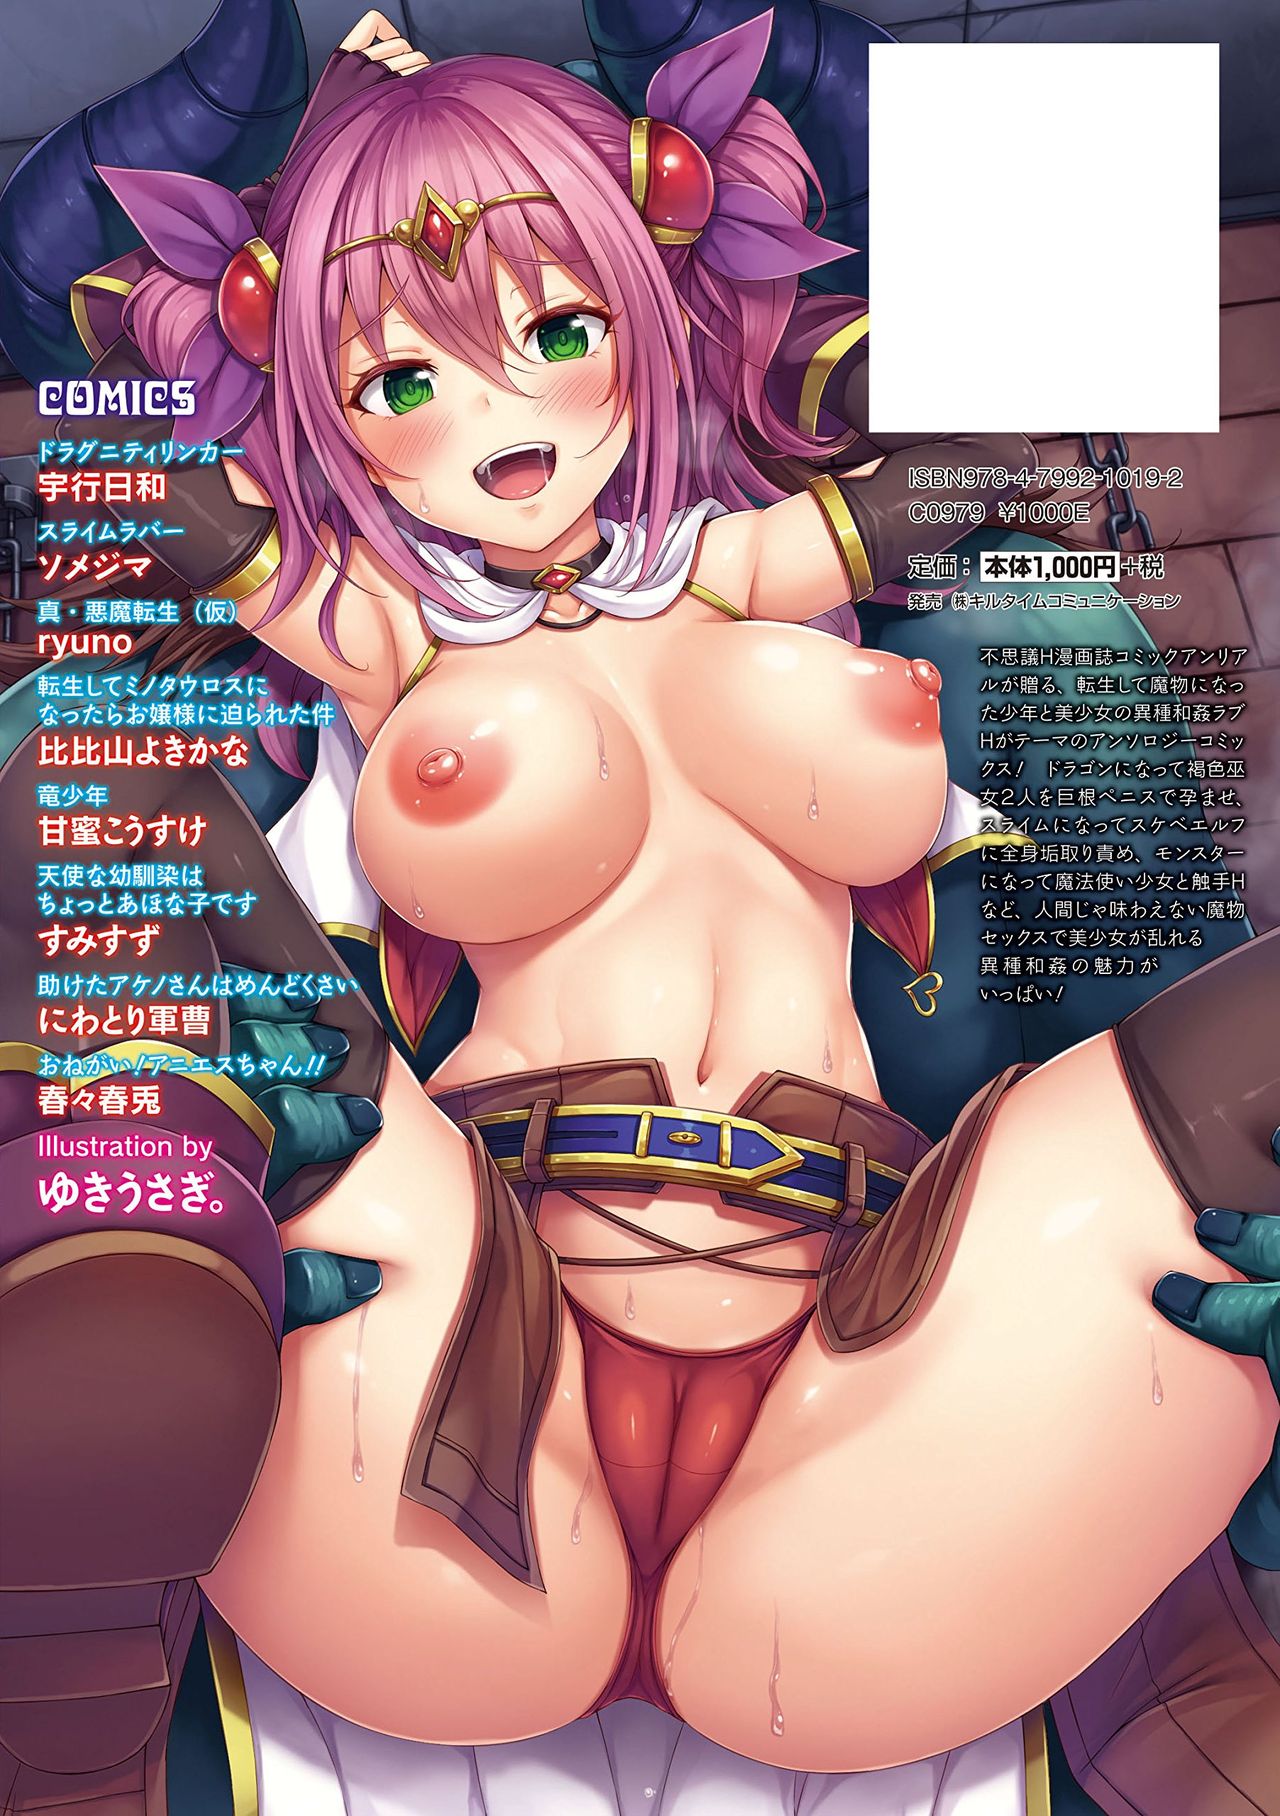 COMICS
ドラグニティリンカー
宇行日和
スライムラバー
ソメジマ
真・悪魔転生（仮）
ryuno
転生してミノタウロスに
なったらお嬢様に迫られた件
比比山よきかな
竜少年
甘蜜こうすけ
天使な幼馴染は
ちょっとあほな子です
すみすず
助けたアケノさんはめんどくさい
にわとり軍曹
おねがい！アニエスちゃん!!
春々春兎
Illustration by
ゆきうさぎ。
ISBN978-4-7992-1019-2
C0979 ¥1000E
定価：本体1,000円+税
発売 ㈱キルタイムコミュニケーション
不思議H漫画誌コミックアンリア
ルが贈る、転生して魔物になっ
た少年と美少女の異種和姦ラブ
Hがテーマのアンソロジーコミッ
クス！ ドラゴンになって褐色巫
女２人を巨根ペニスで孕ませ、
スライムになってスケベエルフ
に全身垢取り責め、モンスター
になって魔法使い少女と触手H
など、人間じゃ味わえない魔物
セックスで美少女が乱れる
異種和姦の魅力が
いっぱい！